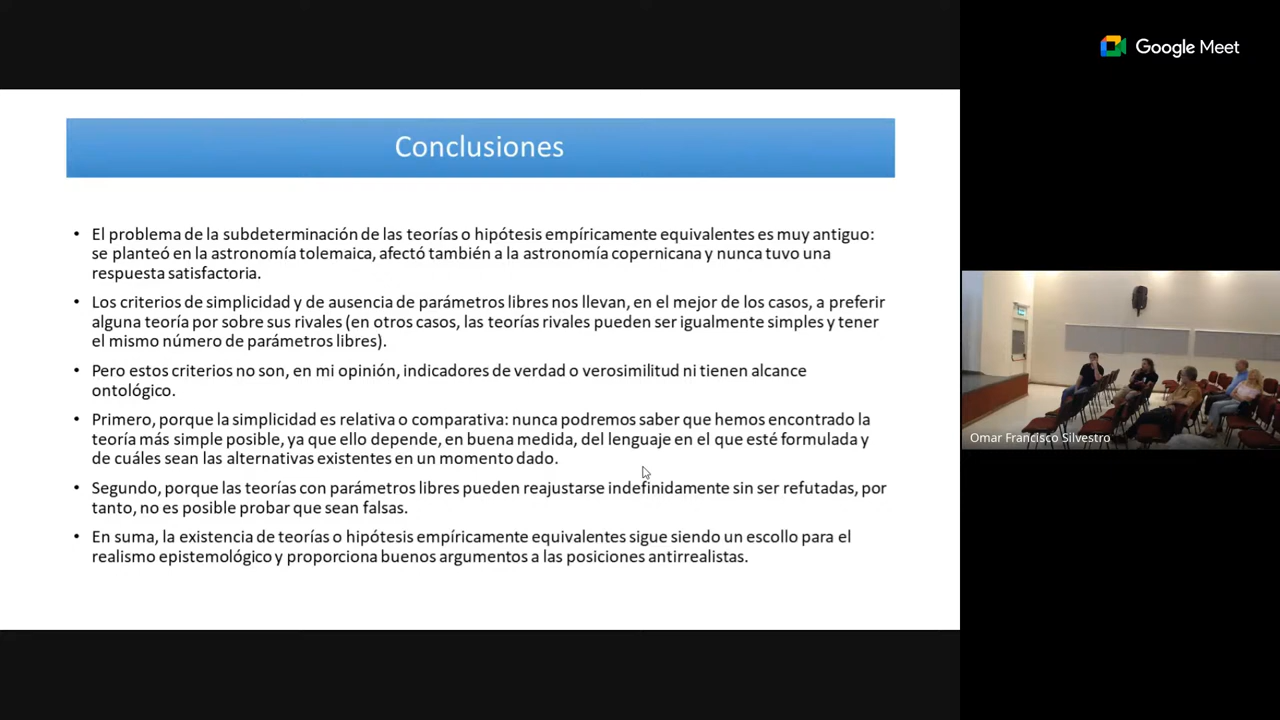 Google Meet
Conclusiones
• El problema de la subdeterminación de las teorías o hipótesis empíricamente equivalentes es muy antiguo:
se planteó en la astronomía tolemaica, afectó también a la astronomía copernicana y nunca tuvo una
respuesta satisfactoria.
• Los criterios de simplicidad y de ausencia de parámetros libres nos llevan, en el mejor de los casos, a preferir
alguna teoría por sobre sus rivales (en otros casos, las teorías rivales pueden ser igualmente simples y tener
el mismo número de parámetros libres).
• Pero estos criterios no son, en mi opinión, indicadores de verdad o verosimilitud ni tienen alcance
ontológico.
• Primero, porque la simplicidad es relativa o comparativa: nunca podremos saber que hemos encontrado la
teoría más simple posible, ya que ello depende, en buena medida, del lenguaje en el que esté formulada y
de cuáles sean las alternativas existentes en un momento dado.
• Segundo, porque las teorías con parámetros libres pueden reajustarse indefinidamente sin ser refutadas, por
tanto, no es posible probar que sean falsas.
• En suma, la existencia de teorías o hipótesis empíricamente equivalentes sigue siendo un escollo para el
realismo epistemológico y proporciona buenos argumentos a las posiciones antirrealistas.
Omar Francisco Silvestro